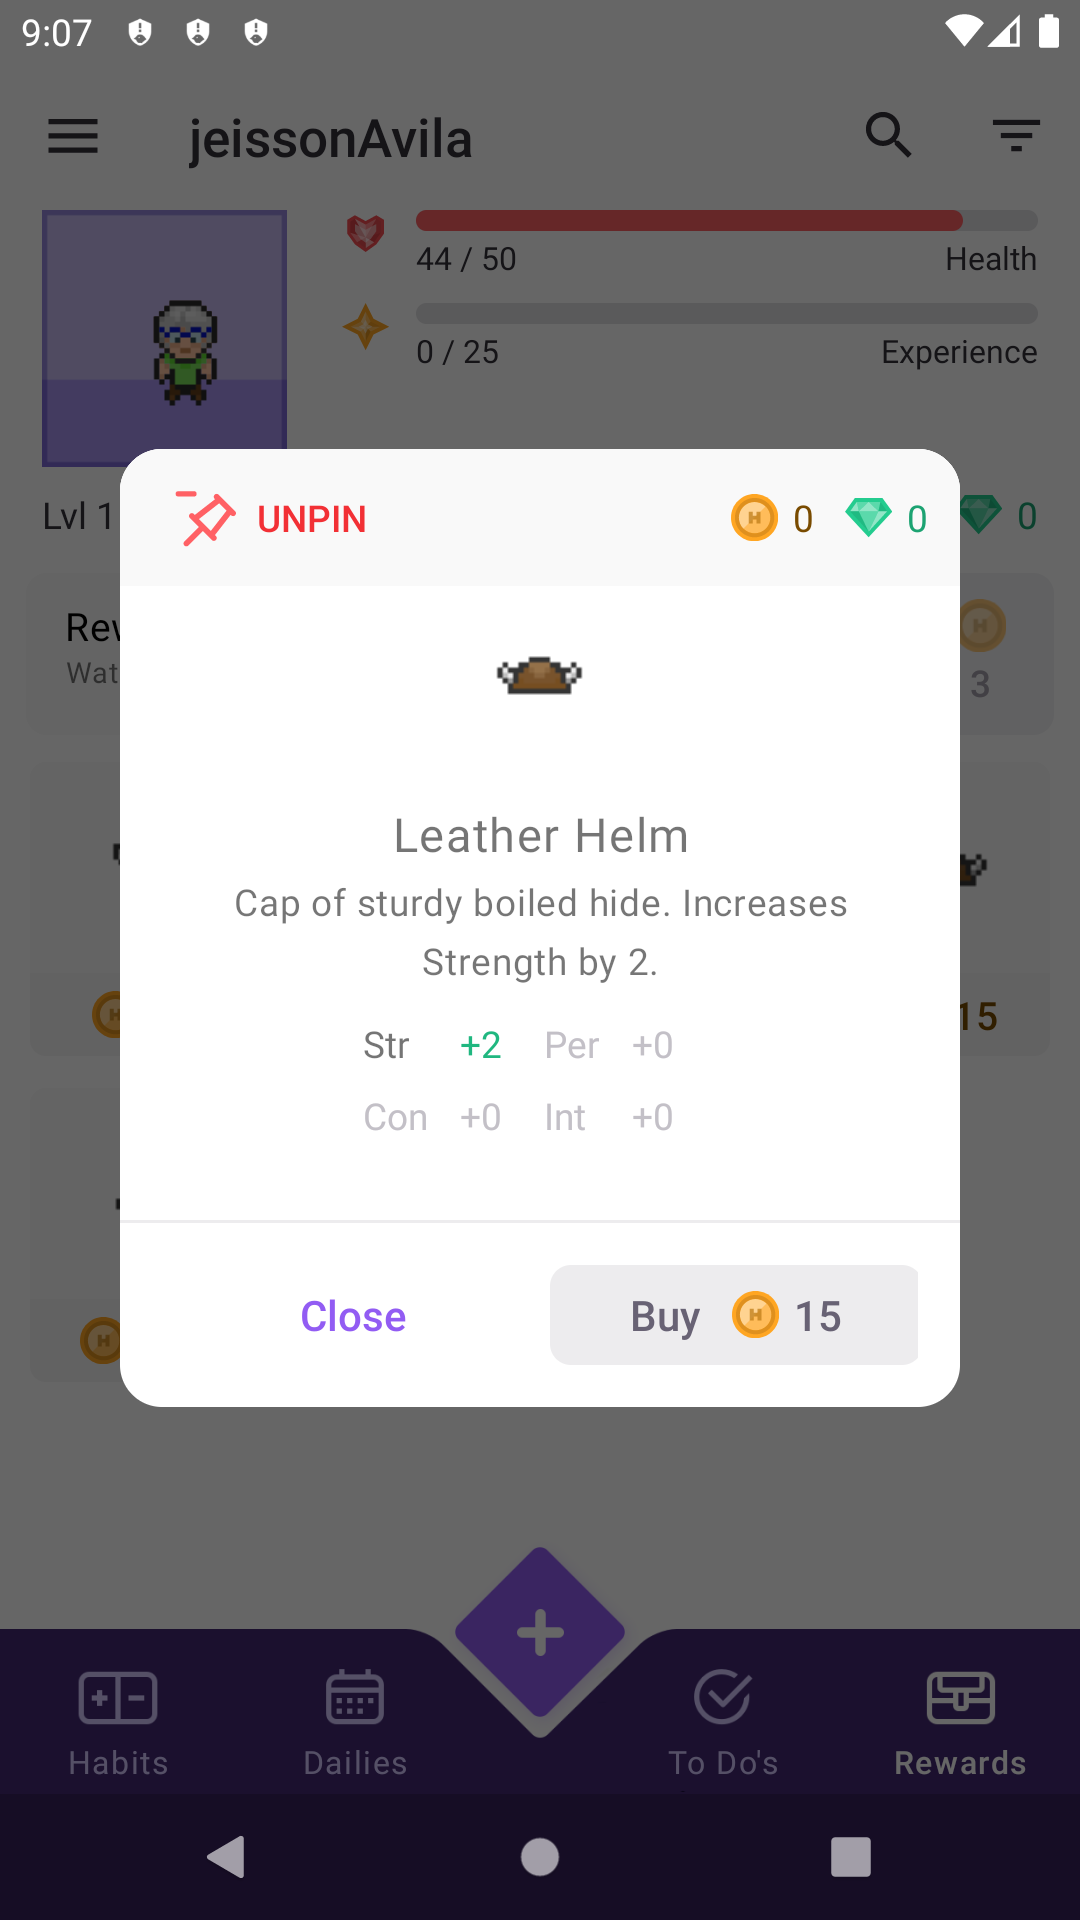 9:07
jeissonAvila
44 / 50 Health
0 / 25 Experience
Lvl 1
UNPIN 0 0 0
3
Leather Helm
Cap of sturdy boiled hide. Increases
Strength by 2.
15
Str +2 Per +0
Con +0 Int +0
Close Buy 15
Habits Dailies To Do's Rewards